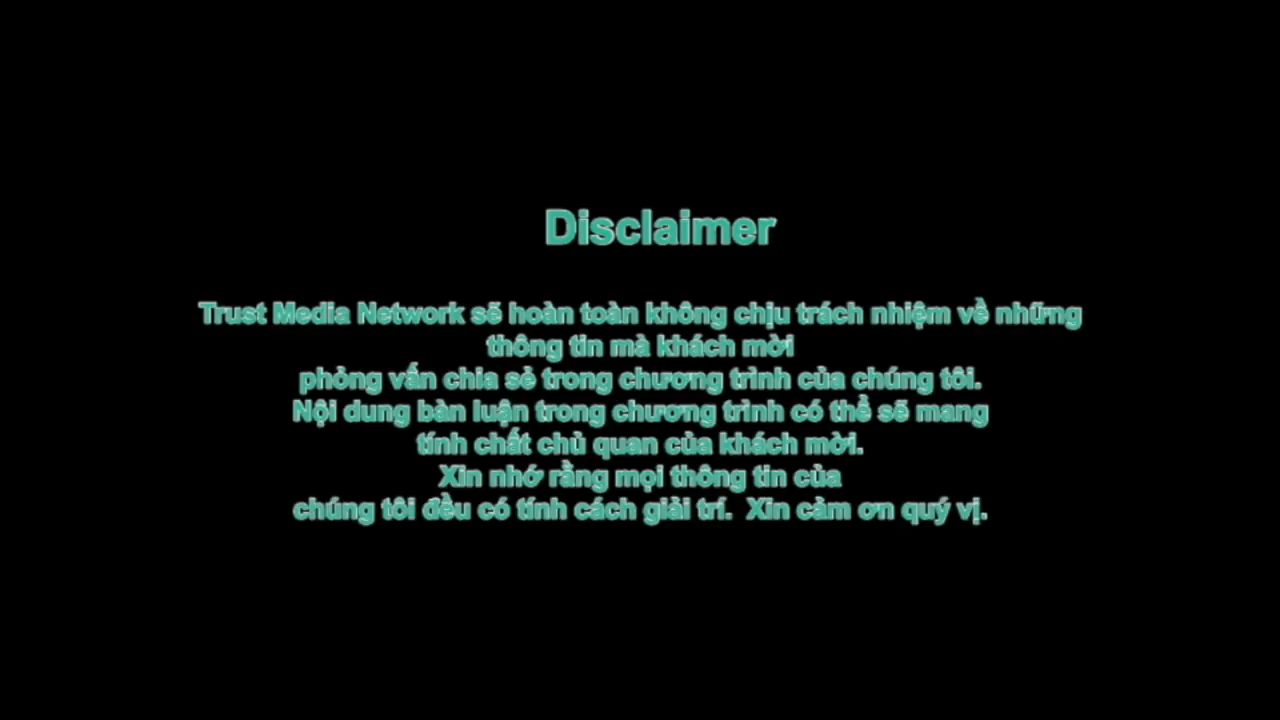 Disclaimer
Trust Media Network sẽ hoàn toàn không chịu trách nhiệm về những
thông tin mà khách mời
phỏng vấn chia sẻ trong chương trình của chúng tôi.
Nội dung bàn luận trong chương trình có thể sẽ mang
tính chất chủ quan của khách mời.
Xin nhớ rằng mọi thông tin của
chúng tôi đều có tính cách giải trí.  Xin cảm ơn quý vị.